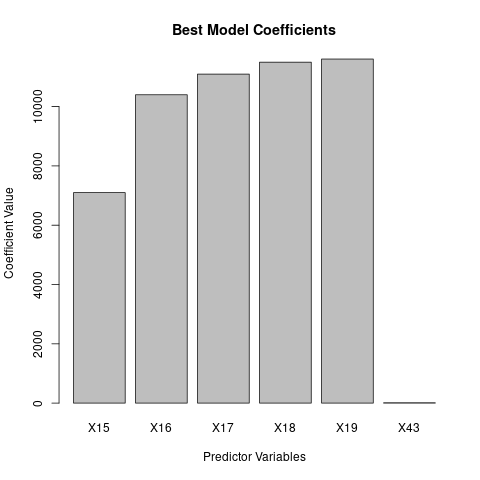 Best Model Coefficients
Coefficient Value
10000
8000
6000
4000
2000
0
X15 X16 X17 X18 X19 X43
Predictor Variables